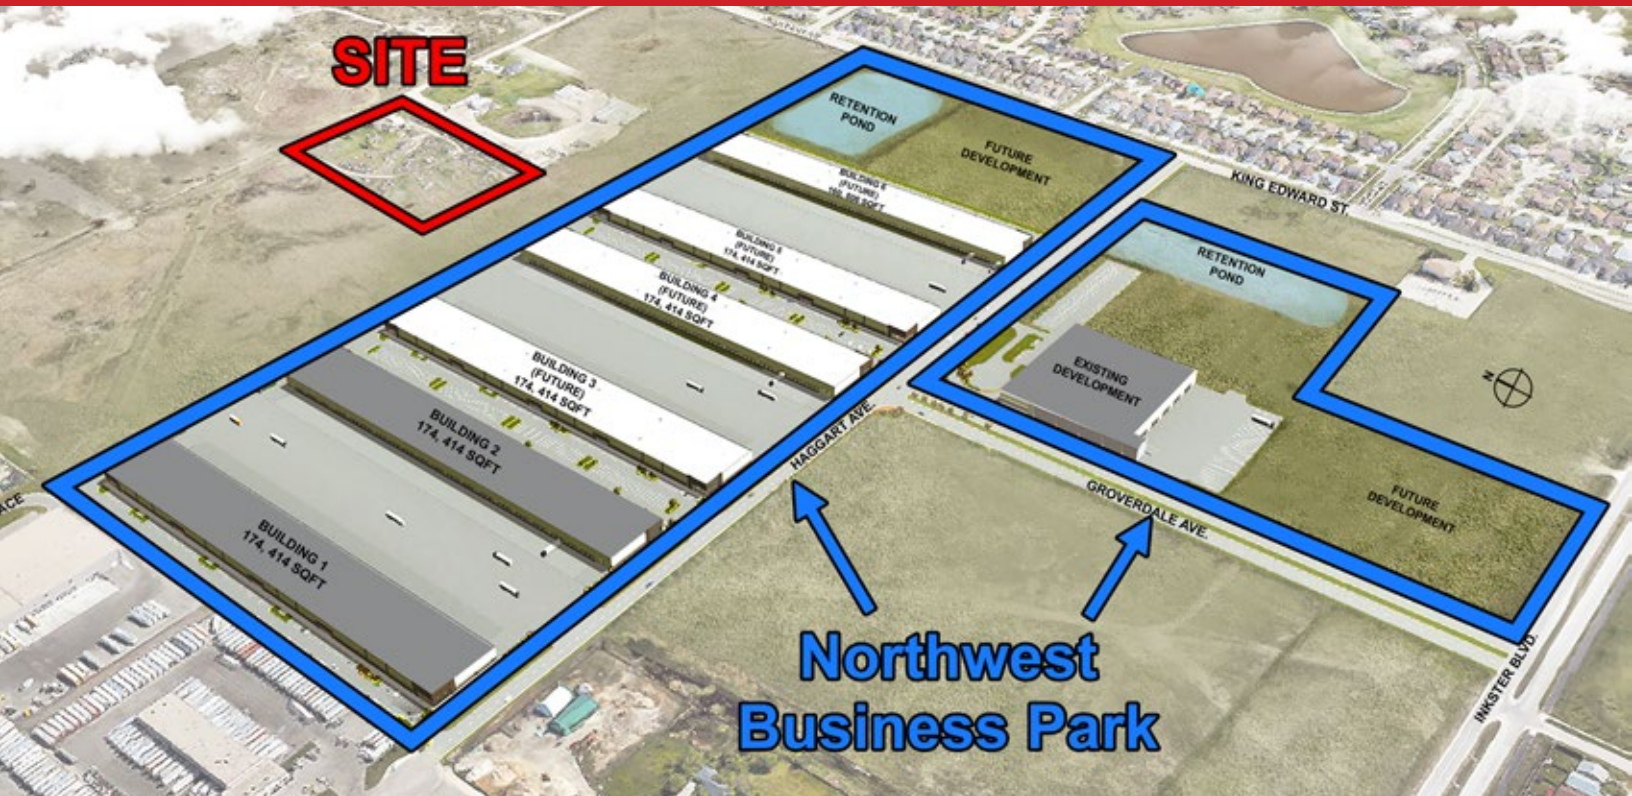 SITE
RETENTION
POND
FUTURE
DEVELOPMENT
KING EDWARD ST.
BUILDING 6
(FUTURE)
BUILDING 5
(FUTURE)
174, 414 SQFT
BUILDING 4
(FUTURE)
174, 414 SQFT
RETENTION
POND
BUILDING 3
(FUTURE)
174, 414 SQFT
EXISTING
DEVELOPMENT
N
BUILDING 2
174, 414 SQFT
HAGGART AVE.
GROVERDALE AVE.
FUTURE
DEVELOPMENT
BUILDING 1
174, 414 SQFT
Northwest
Business Park
INKSTER BLVD.